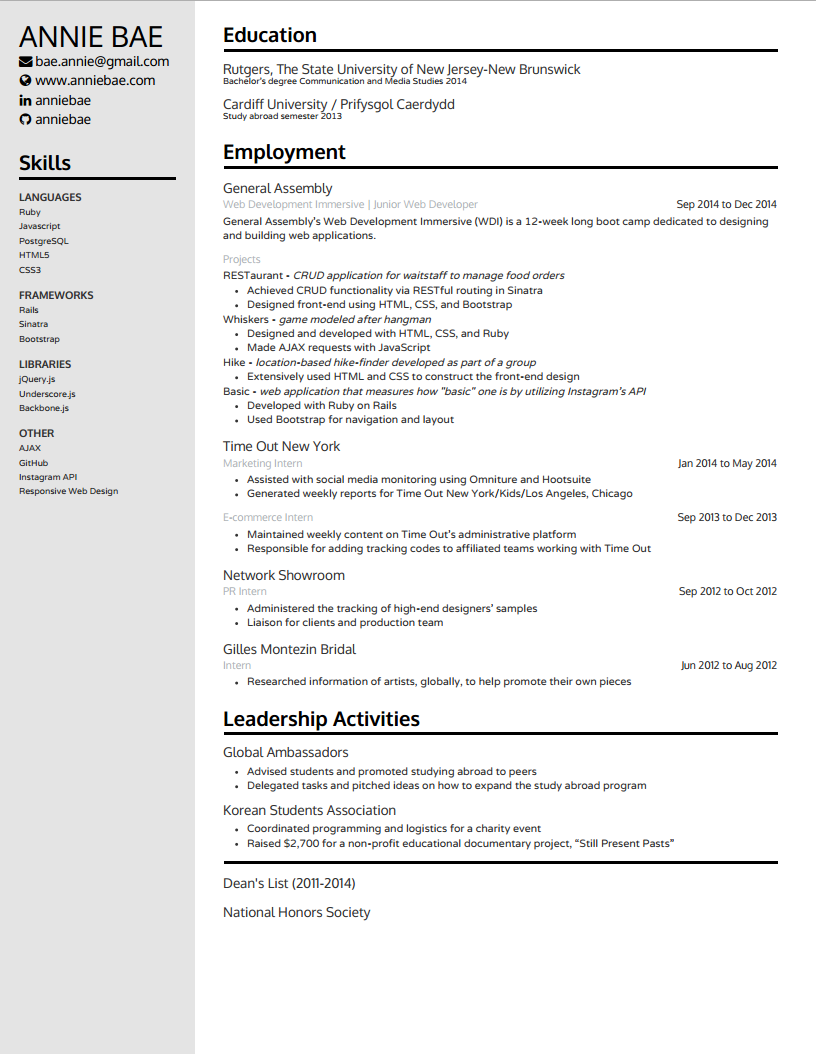 ANNIE BAE
bae.annie@gmail.com
www.anniebae.com
anniebae
anniebae
Skills
LANGUAGES
Ruby
Javascript
PostgreSQL
HTML5
CSS3
FRAMEWORKS
Rails
Sinatra
Bootstrap
LIBRARIES
jQuery.js
Underscore.js
Backbone.js
OTHER
AJAX
GitHub
Instagram API
Responsive Web Design
Education
Rutgers, The State University of New Jersey-New Brunswick
Bachelor's degree Communication and Media Studies 2014
Cardiff University / Prifysgol Caerdydd
Study abroad semester 2013
Employment
General Assembly
Web Development Immersive | Junior Web Developer Sep 2014 to Dec 2014
General Assembly's Web Development Immersive (WDI) is a 12-week long boot camp dedicated to designing
and building web applications.
Projects
RESTaurant - CRUD application for waitstaff to manage food orders
• Achieved CRUD functionality via RESTful routing in Sinatra
• Designed front-end using HTML, CSS, and Bootstrap
Whiskers - game modeled after hangman
• Designed and developed with HTML, CSS, and Ruby
• Made AJAX requests with JavaScript
Hike - location-based hike-finder developed as part of a group
• Extensively used HTML and CSS to construct the front-end design
Basic - web application that measures how "basic" one is by utilizing Instagram's API
• Developed with Ruby on Rails
• Used Bootstrap for navigation and layout
Time Out New York
Marketing Intern Jan 2014 to May 2014
• Assisted with social media monitoring using Omniture and Hootsuite
• Generated weekly reports for Time Out New York/Kids/Los Angeles, Chicago
E-commerce Intern Sep 2013 to Dec 2013
• Maintained weekly content on Time Out's administrative platform
• Responsible for adding tracking codes to affiliated teams working with Time Out
Network Showroom
PR Intern Sep 2012 to Oct 2012
• Administered the tracking of high-end designers' samples
• Liaison for clients and production team
Gilles Montezin Bridal
Intern Jun 2012 to Aug 2012
• Researched information of artists, globally, to help promote their own pieces
Leadership Activities
Global Ambassadors
• Advised students and promoted studying abroad to peers
• Delegated tasks and pitched ideas on how to expand the study abroad program
Korean Students Association
• Coordinated programming and logistics for a charity event
• Raised $2,700 for a non-profit educational documentary project, “Still Present Pasts”
Dean's List (2011-2014)
National Honors Society